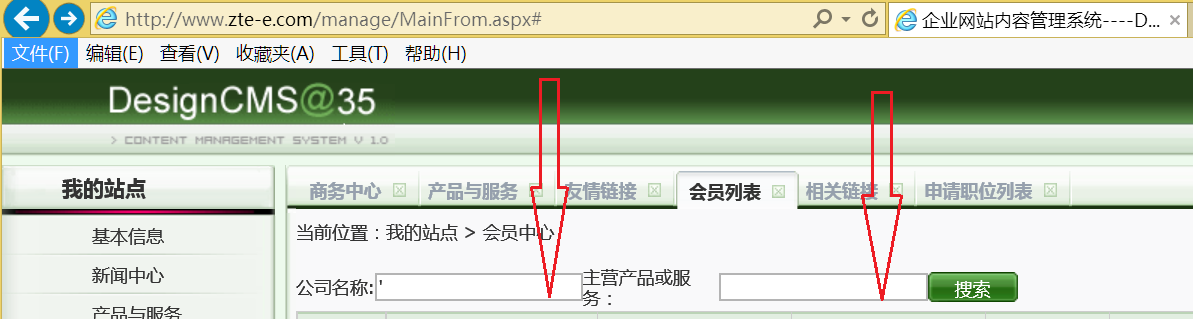 http://www.zte-e.com/manage/MainFrom.aspx#
企业网站内容管理系统----D...
文件(F) 编辑(E) 查看(V) 收藏夹(A) 工具(T) 帮助(H)
DesignCMS@35
> CONTENT MANAGEMENT SYSTEM V 1.0
我的站点
商务中心 产品与服务 友情链接 会员列表 相关链接 申请职位列表
基本信息
当前位置：我的站点 > 会员中心
新闻中心
公司名称: ' 主营产品或服
务： 搜索
产品与服务